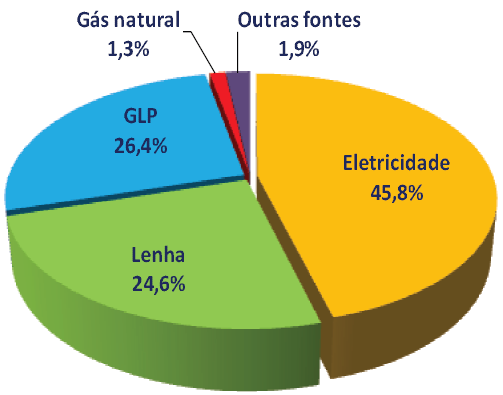 Gás natural
1,3%
Outras fontes
1,9%
GLP
26,4%
Eletricidade
45,8%
Lenha
24,6%